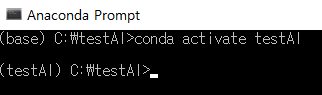 Anaconda Prompt
(base) C:₩testAI>conda activate testAI
(testAI) C:₩testAI>